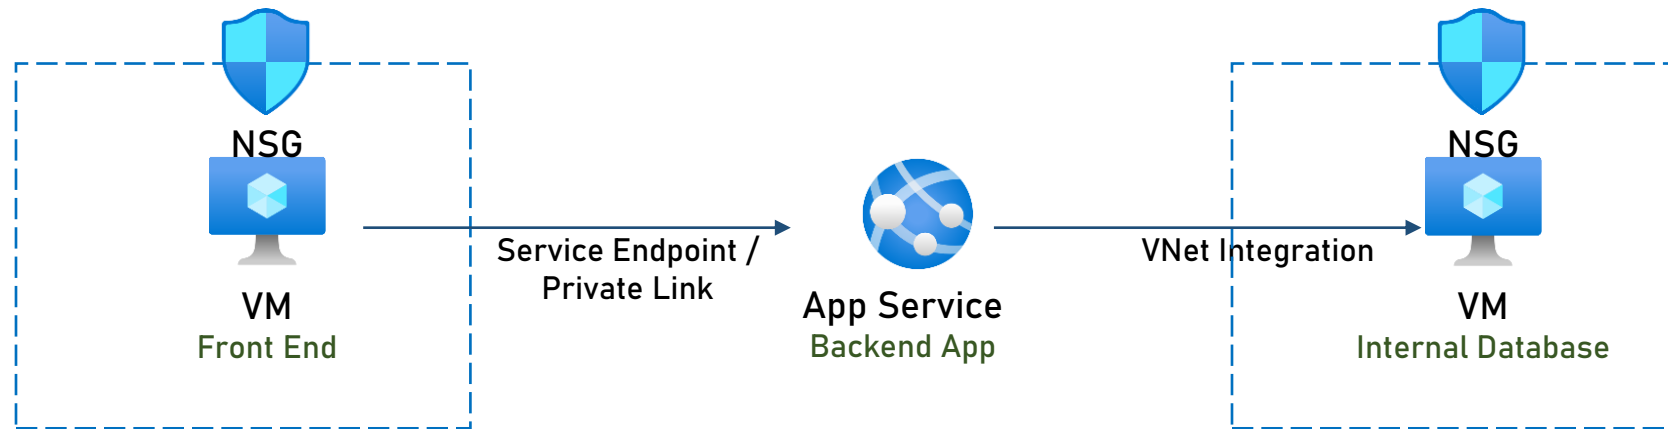 NSG
VM
Front End
Service Endpoint /
Private Link
App Service
Backend App
VNet Integration
NSG
VM
Internal Database